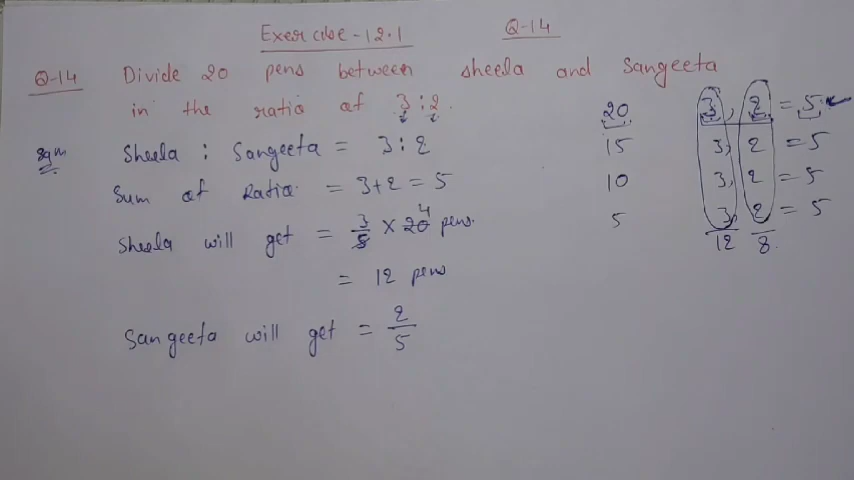 Exercise-12.1 Q-14
Q-14 Divide 20 pens between sheela and Sangeeta
in the ratio of 3:2.
Sheela : Sangeeta = 3:2
Sum of Ratio = 3+2 = 5
Sheela will get = 3/5 × 20 4 pens.
= 12 pens
Sangeeta will get = 2/5
20 3, 2 = 5
15 3, 2 = 5
10 3, 2 = 5
5 3, 2 = 5
12 8.